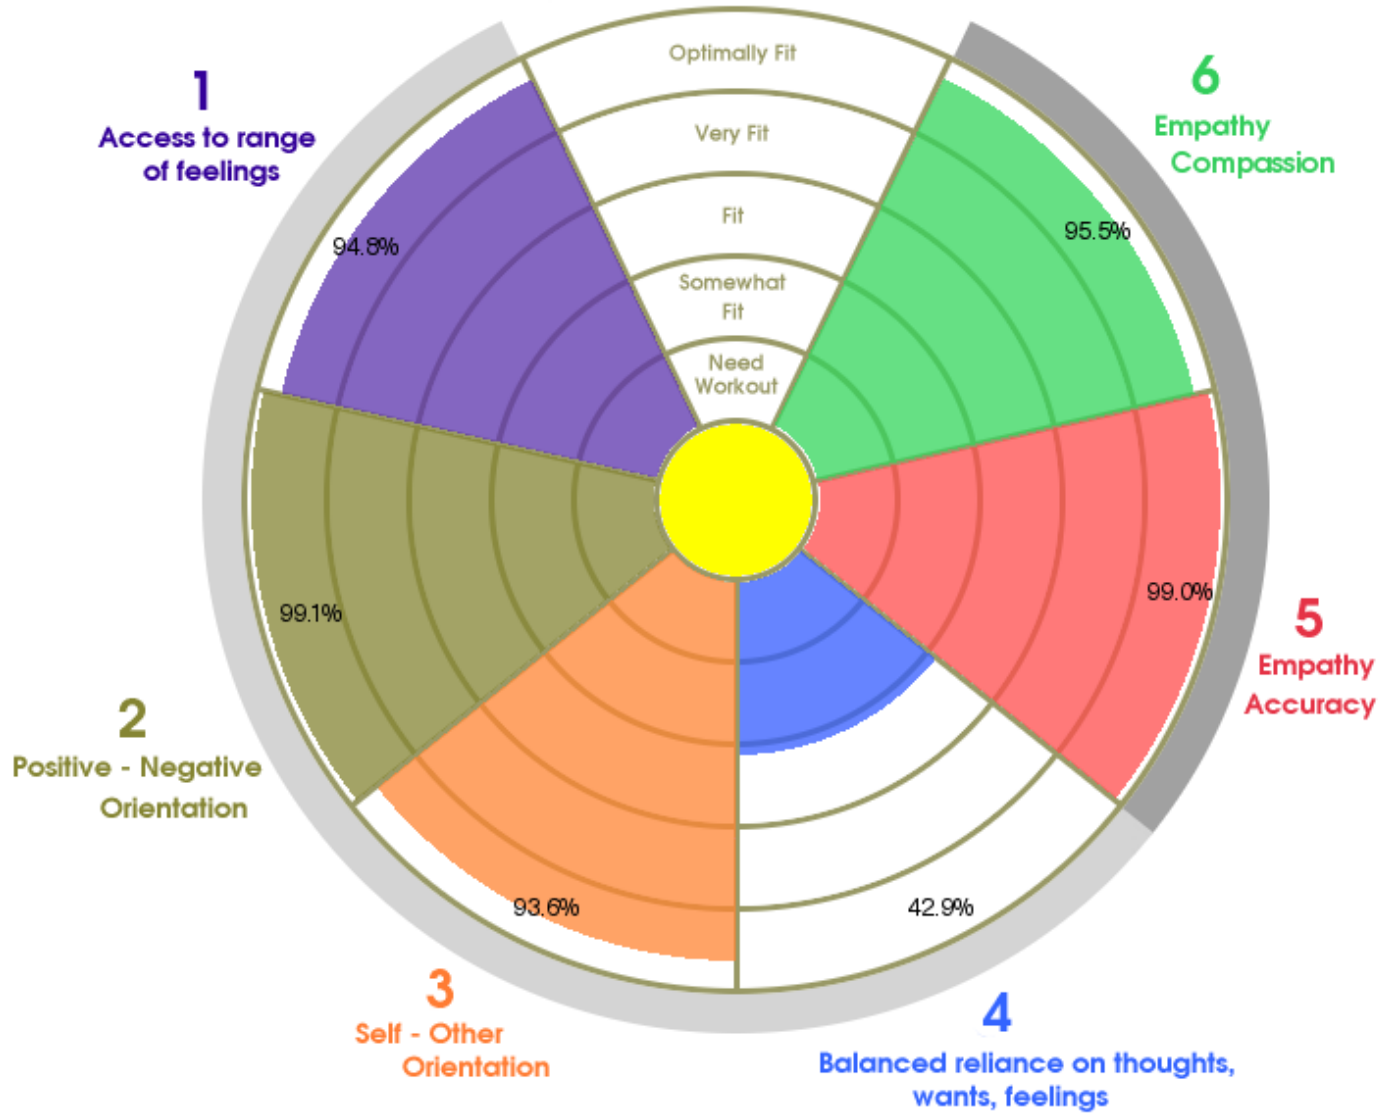 Optimally Fit
Very Fit
Fit
Somewhat
Fit
Need
Workout
1
Access to range
of feelings
94.8%
2
Positive - Negative
Orientation
99.1%
3
Self - Other
Orientation
93.6%
4
Balanced reliance on thoughts,
wants, feelings
42.9%
5
Empathy
Accuracy
99.0%
6
Empathy
Compassion
95.5%